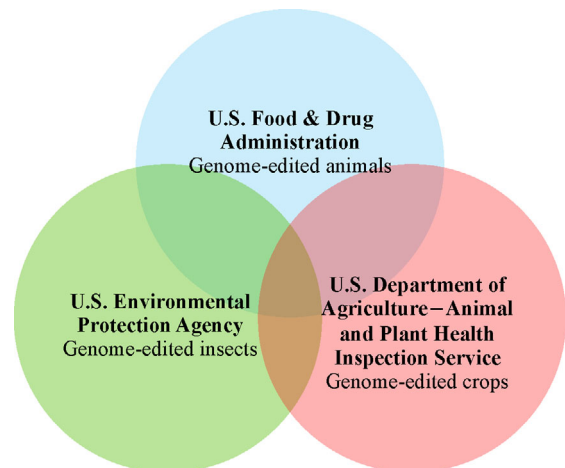 U.S. Food & Drug
Administration
Genome-edited animals
U.S. Environmental
Protection Agency
Genome-edited insects
U.S. Department of
Agriculture–Animal
and Plant Health
Inspection Service
Genome-edited crops